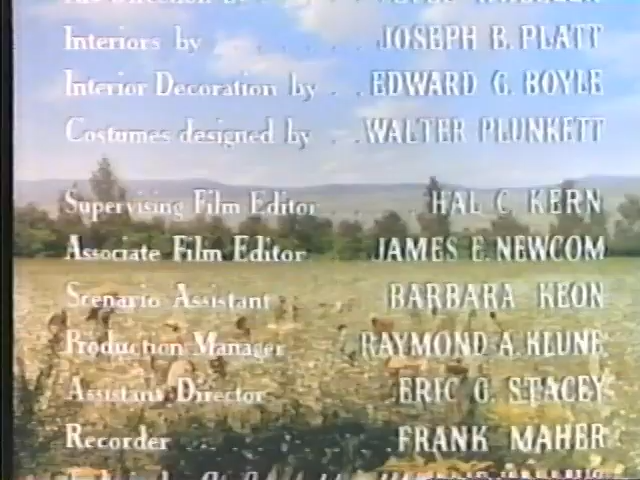 Interiors by . . . . . . JOSEPH B. PLATT
Interior Decoration by . . EDWARD G. BOYLE
Costumes designed by . . WALTER PLUNKETT
Supervising Film Editor . . . HAL C. KERN
Associate Film Editor . . . JAMES E. NEWCOM
Scenario Assistant . . . . BARBARA KEON
Production Manager . . . RAYMOND A. KLUNE
Assistant Director . . . . ERIC G. STACEY
Recorder . . . . . . . FRANK MAHER